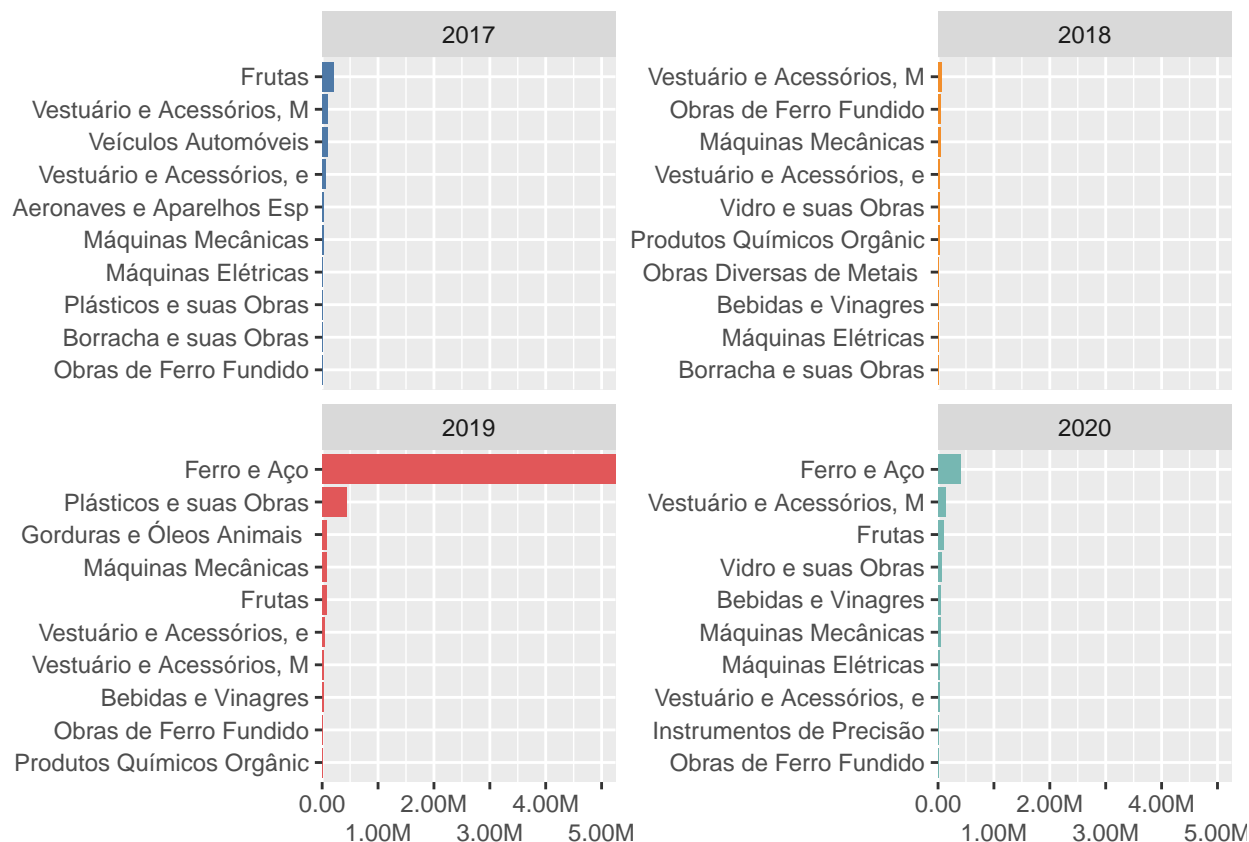 2017
Frutas
Vestuário e Acessórios, M
Veículos Automóveis
Vestuário e Acessórios, e
Aeronaves e Aparelhos Esp
Máquinas Mecânicas
Máquinas Elétricas
Plásticos e suas Obras
Borracha e suas Obras
Obras de Ferro Fundido
2018
Vestuário e Acessórios, M
Obras de Ferro Fundido
Máquinas Mecânicas
Vestuário e Acessórios, e
Vidro e suas Obras
Produtos Químicos Orgânic
Obras Diversas de Metais
Bebidas e Vinagres
Máquinas Elétricas
Borracha e suas Obras
2019
Ferro e Aço
Plásticos e suas Obras
Gorduras e Óleos Animais
Máquinas Mecânicas
Frutas
Vestuário e Acessórios, e
Vestuário e Acessórios, M
Bebidas e Vinagres
Obras de Ferro Fundido
Produtos Químicos Orgânic
0.00 2.00M 4.00M
1.00M 3.00M 5.00M
2020
Ferro e Aço
Vestuário e Acessórios, M
Frutas
Vidro e suas Obras
Bebidas e Vinagres
Máquinas Mecânicas
Máquinas Elétricas
Vestuário e Acessórios, e
Instrumentos de Precisão
Obras de Ferro Fundido
0.00 2.00M 4.00M
1.00M 3.00M 5.00M